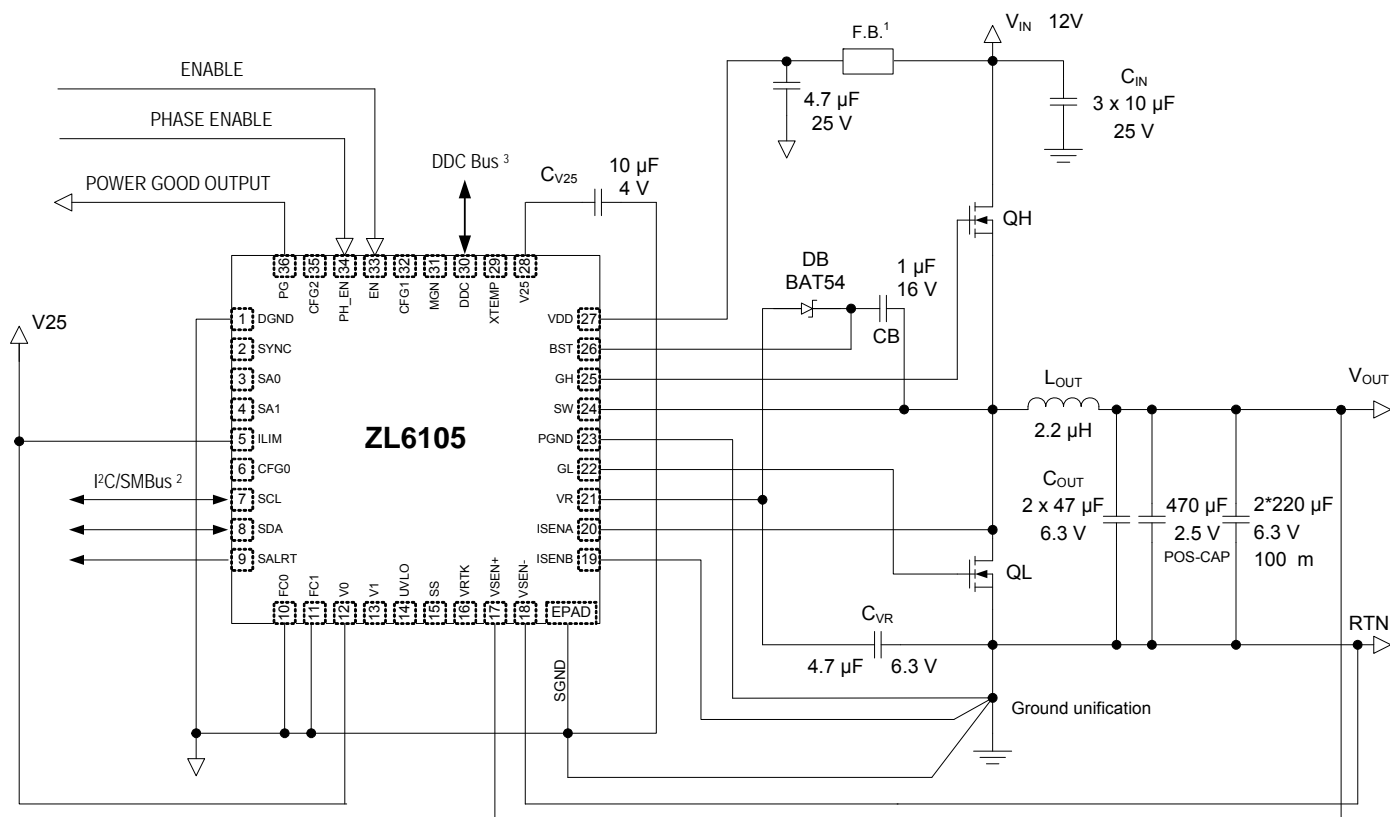 F.B.¹
V_IN 12V
ENABLE
PHASE ENABLE
POWER GOOD OUTPUT
DDC Bus ³
4.7 µF
25 V
C_IN
3 x 10 µF
25 V
C_V25
10 µF
4 V
QH
DB
BAT54
1 µF
16 V
CB
V25
36 PG
35 CFG2
34 PH_EN
33 EN
32 CFG1
31 MGN
30 DDC
29 XTEMP
28 V25
1 DGND
2 SYNC
3 SA0
4 SA1
5 ILIM
6 CFG0
7 SCL
8 SDA
9 SALRT
I²C/SMBus ²
ZL6105
VDD 27
BST 26
GH 25
SW 24
PGND 23
GL 22
VR 21
ISENA 20
ISENB 19
10 FC0
11 FC1
12 V0
13 V1
14 UVLO
15 SS
16 VRTK
17 VSEN+
18 VSEN-
EPAD
SGND
L_OUT
2.2 µH
V_OUT
C_OUT
2 x 47 µF
6.3 V
470 µF
2.5 V
POS-CAP
2*220 µF
6.3 V
100 m
QL
C_VR
4.7 µF 6.3 V
RTN
Ground unification